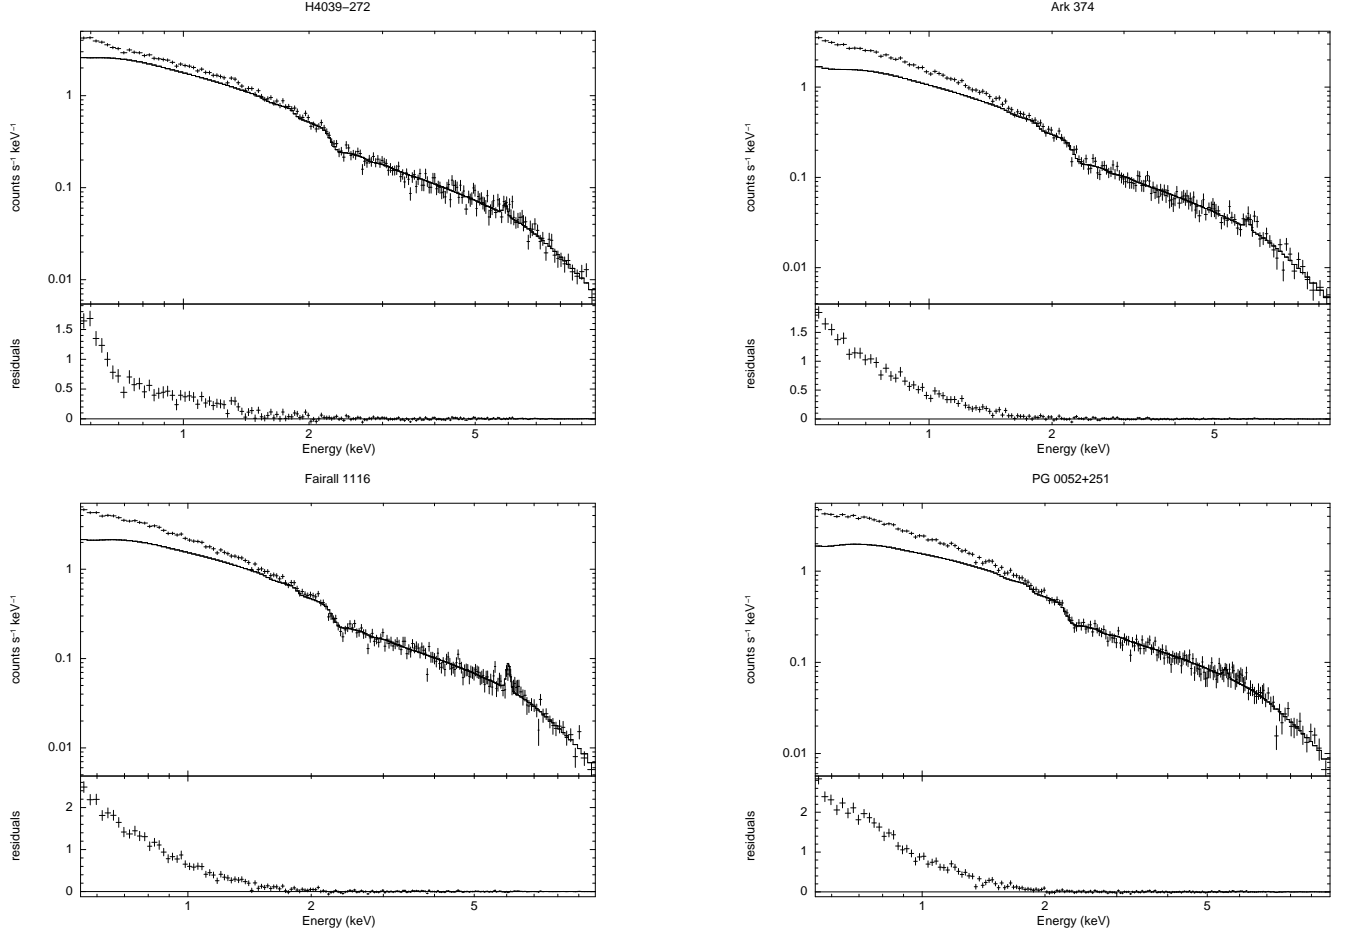 H4039−272
counts s⁻¹ keV⁻¹
1
0.1
0.01
residuals
1.5
1
0.5
0
1 2 5
Energy (keV)
Ark 374
counts s⁻¹ keV⁻¹
1
0.1
0.01
residuals
1.5
1
0.5
0
1 2 5
Energy (keV)
Fairall 1116
counts s⁻¹ keV⁻¹
1
0.1
0.01
residuals
2
1
0
1 2 5
Energy (keV)
PG 0052+251
counts s⁻¹ keV⁻¹
1
0.1
0.01
residuals
2
1
0
1 2 5
Energy (keV)